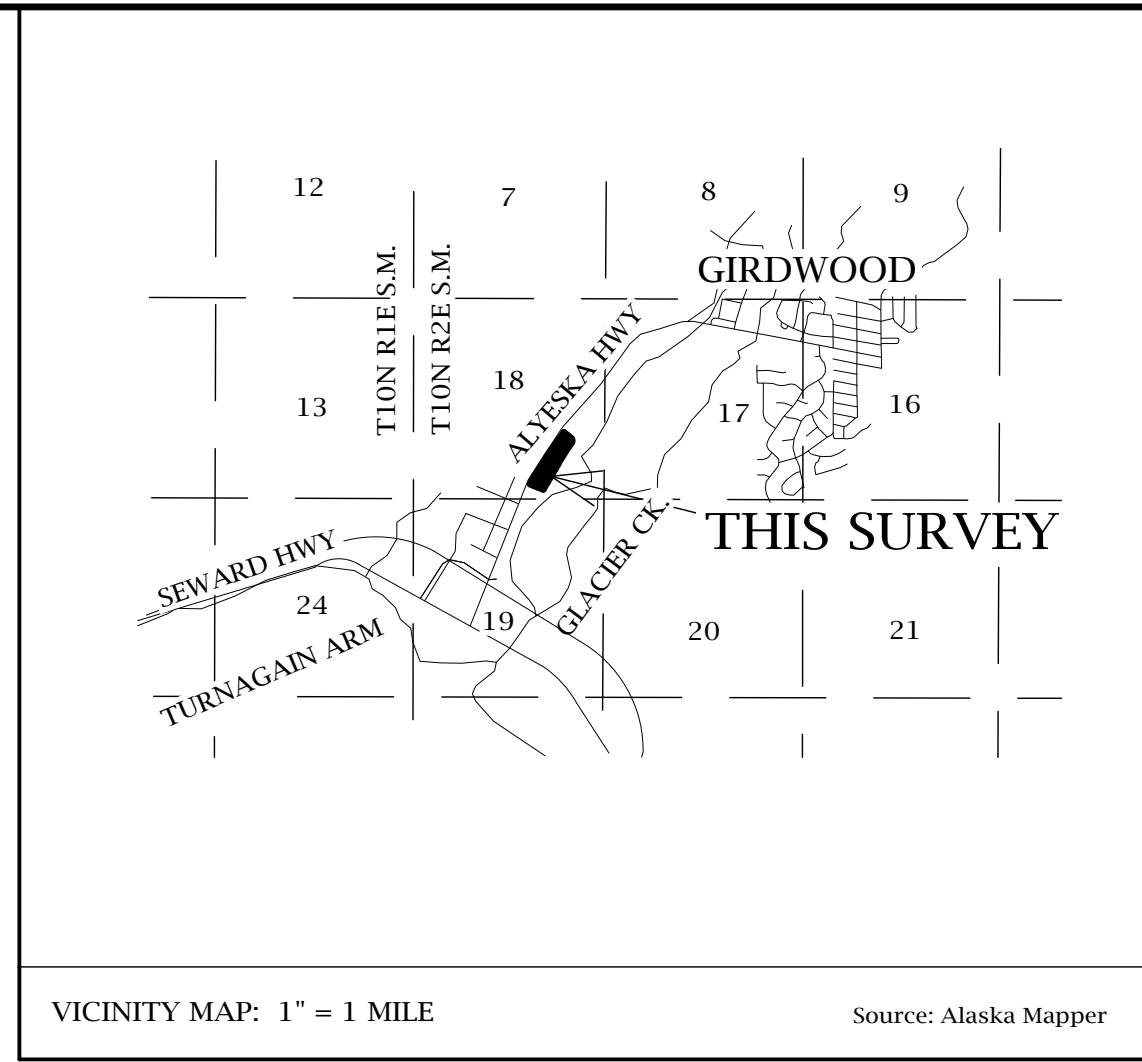 12
7
8
9
GIRDWOOD
T10N R1E S.M.
T10N R2E S.M.
ALYESKA HWY
18
13
17
16
THIS SURVEY
SEWARD HWY
GLACIER CK.
24
19
20
21
TURNAGAIN ARM
VICINITY MAP: 1" = 1 MILE
Source: Alaska Mapper